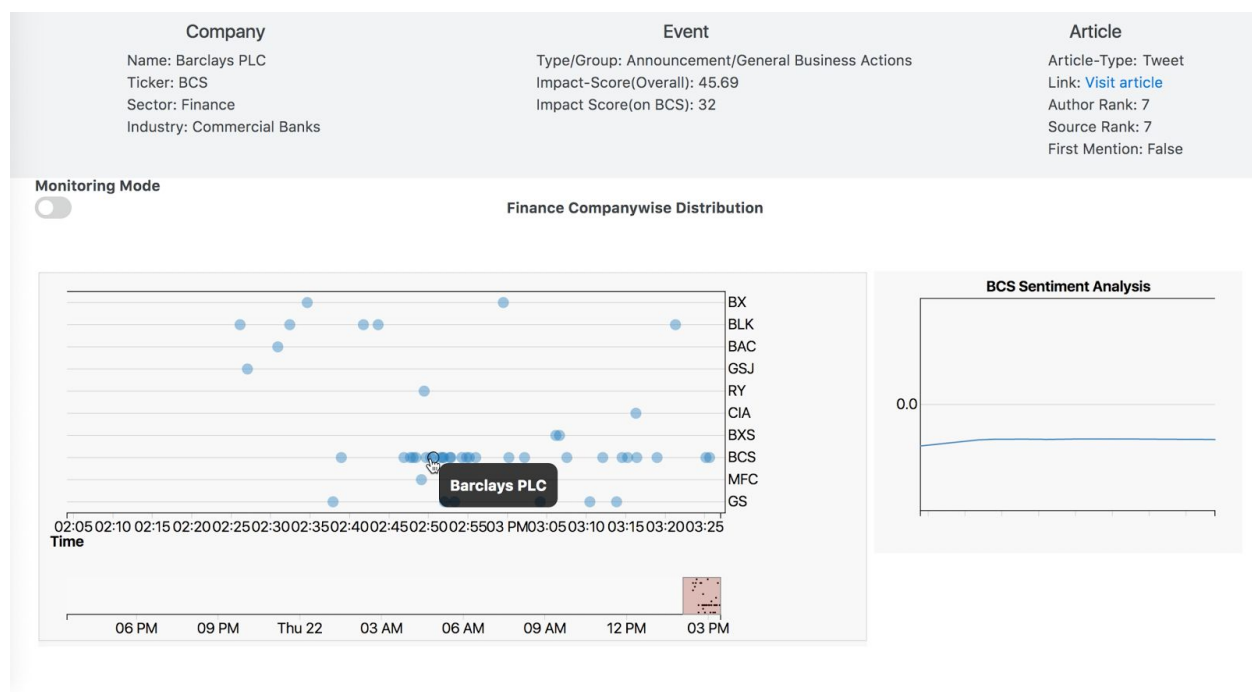 Company
Name: Barclays PLC
Ticker: BCS
Sector: Finance
Industry: Commercial Banks
Event
Type/Group: Announcement/General Business Actions
Impact-Score(Overall): 45.69
Impact Score(on BCS): 32
Article
Article-Type: Tweet
Link: Visit article
Author Rank: 7
Source Rank: 7
First Mention: False
Monitoring Mode
Finance Companywise Distribution
BX
BLK
BAC
GSJ
RY
CIA
BXS
BCS
MFC
GS
Barclays PLC
02:05 02:10 02:15 02:20 02:25 02:30 02:35 02:40 02:45 02:50 02:55 03 PM 03:05 03:10 03:15 03:20 03:25
Time
06 PM 09 PM Thu 22 03 AM 06 AM 09 AM 12 PM 03 PM
BCS Sentiment Analysis
0.0